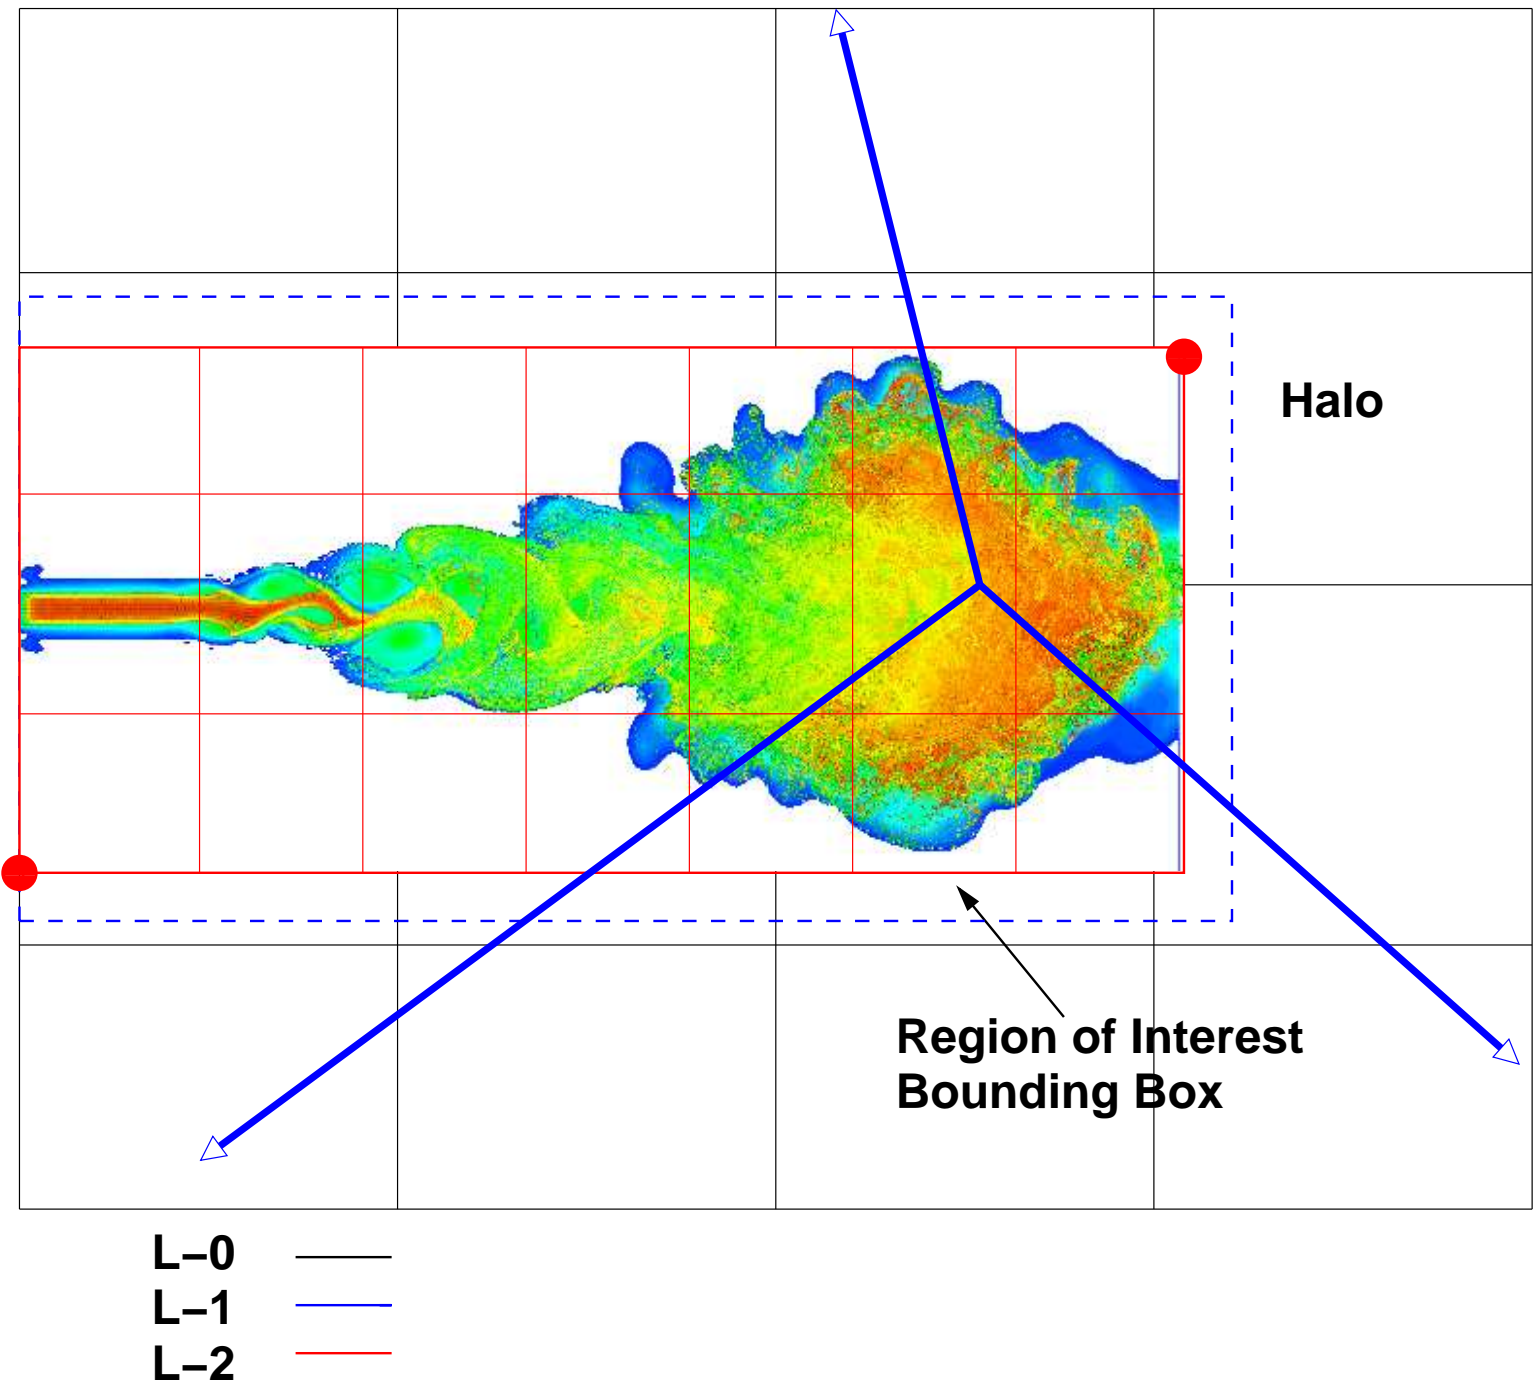 Halo
Region of Interest
Bounding Box
L–0
L–1
L–2